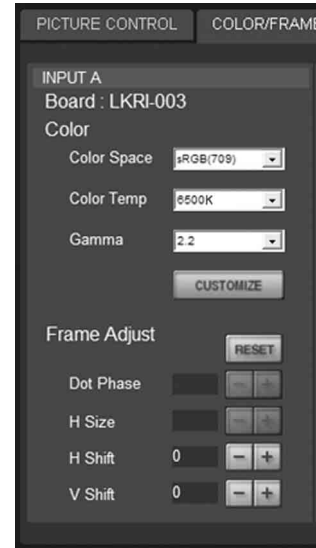 PICTURE CONTROL COLOR/FRAME
INPUT A
Board : LKRI-003
Color
Color Space sRGB(709)
Color Temp 6500K
Gamma 2.2
CUSTOMIZE
Frame Adjust
RESET
Dot Phase - +
H Size - +
H Shift 0 - +
V Shift 0 - +